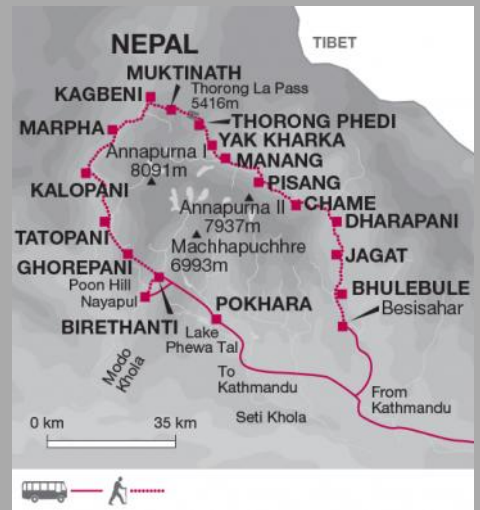 NEPAL
TIBET
MUKTINATH
Thorong La Pass
5416m
KAGBENI
THORONG PHEDI
MARPHA
YAK KHARKA
Annapurna I
8091m
MANANG
PISANG
KALOPANI
Annapurna II
7937m
CHAME
DHARAPANI
TATOPANI
Machhapuchhre
6993m
JAGAT
GHOREPANI
Poon Hill
Nayapul
BHULEBULE
Besisahar
POKHARA
BIRETHANTI
Lake
Phewa Tal
Modo
Khola
To
Kathmandu
From
Kathmandu
Seti Khola
0 km
35 km